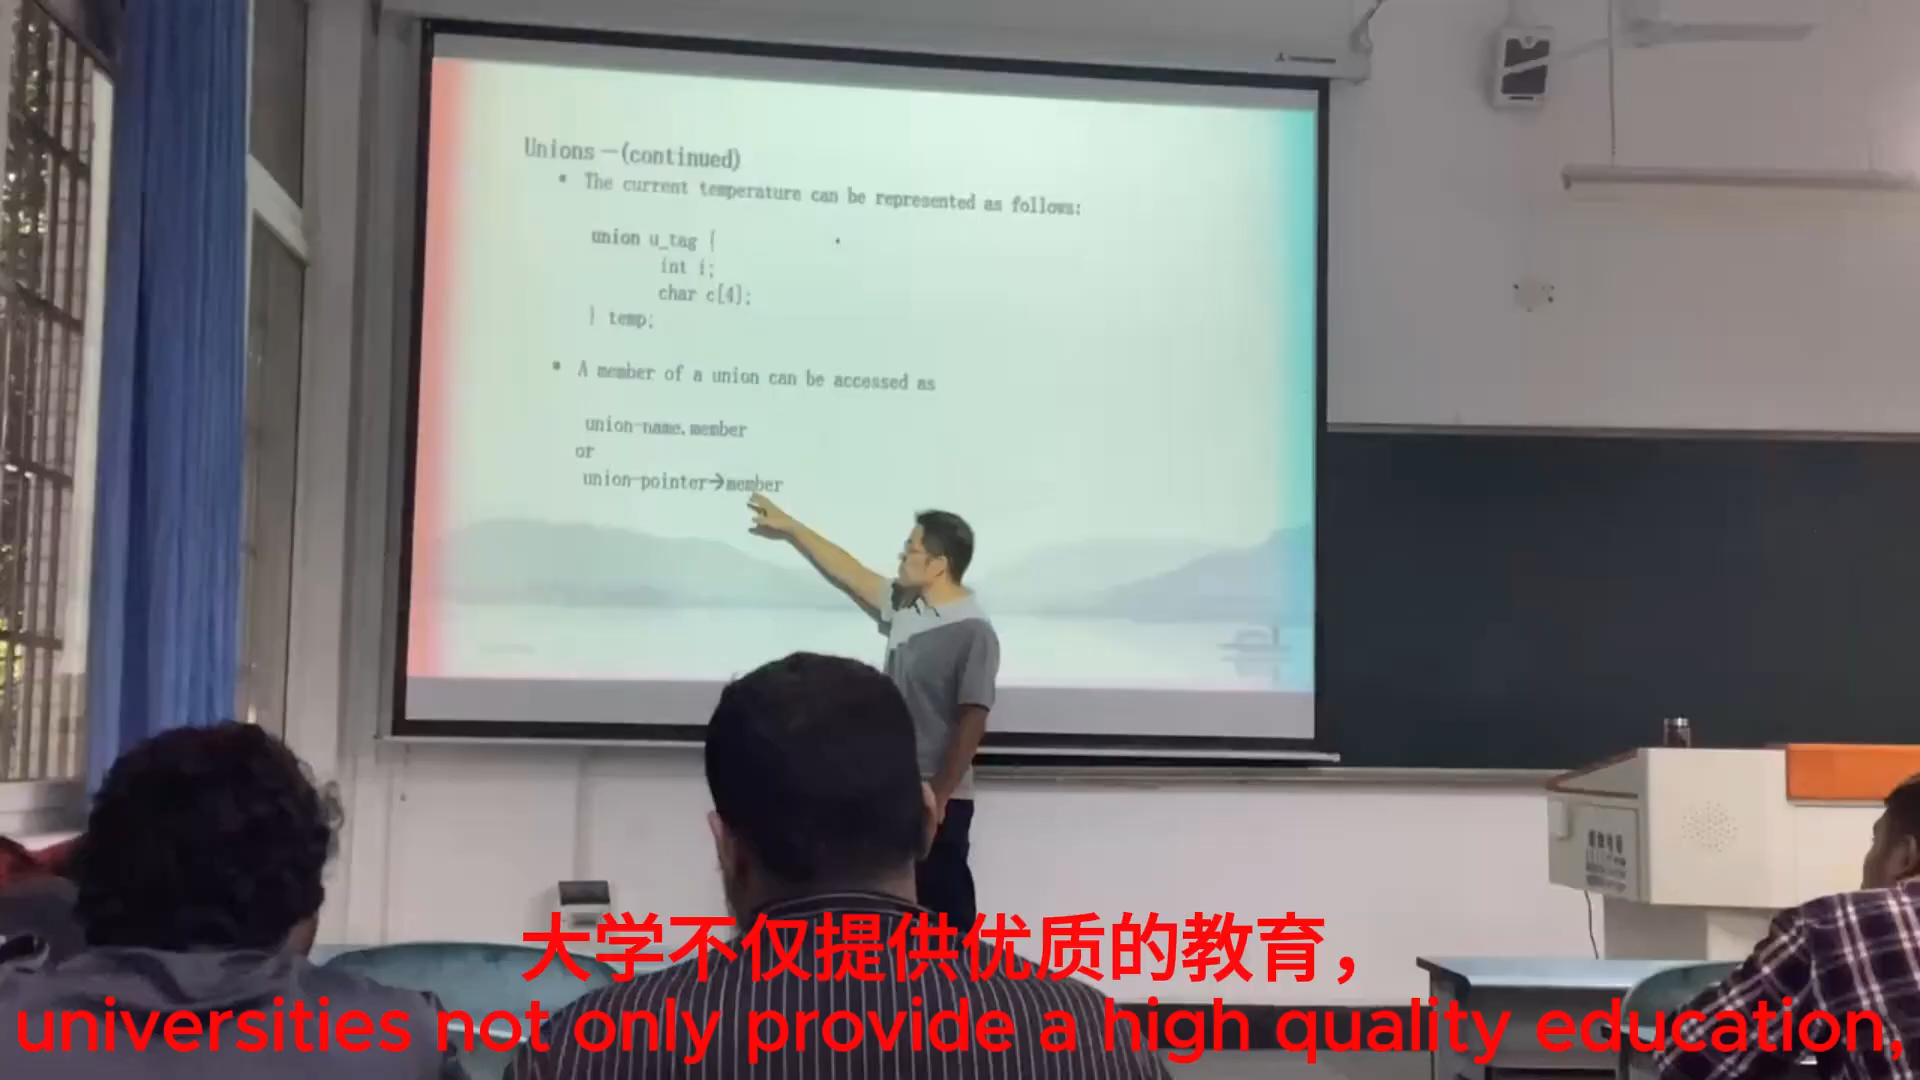 Unions－(continued)
• The current temperature can be represented as follows:
union u_tag {
int i;
char c[4];
} temp;
• A member of a union can be accessed as
union-name.member
or
union-pointer→member
大学不仅提供优质的教育，
universities not only provide a high quality education,